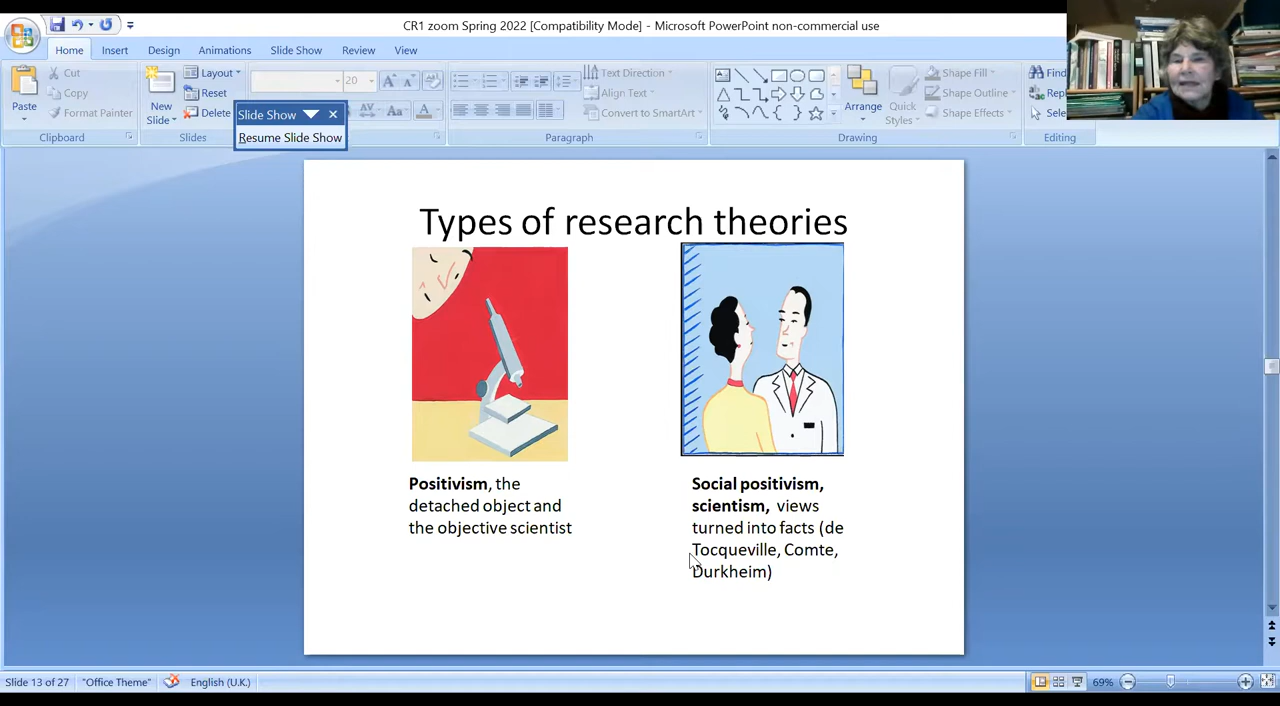 CR1 zoom Spring 2022 [Compatibility Mode] - Microsoft PowerPoint non-commercial use
Home Insert Design Animations Slide Show Review View
Cut
Copy
Format Painter
Paste
Clipboard
New
Slide
Layout
Reset
Delete
Slides
Slide Show
Resume Slide Show
20
Aa
A
Paragraph
Text Direction
Align Text
Convert to SmartArt
Arrange
Quick
Styles
Shape Fill
Shape Outline
Shape Effects
Drawing
Find
Editing
Types of research theories
Positivism, the
detached object and
the objective scientist
Social positivism,
scientism, views
turned into facts (de
Tocqueville, Comte,
Durkheim)
Slide 13 of 27 "Office Theme" English (U.K.) 69%